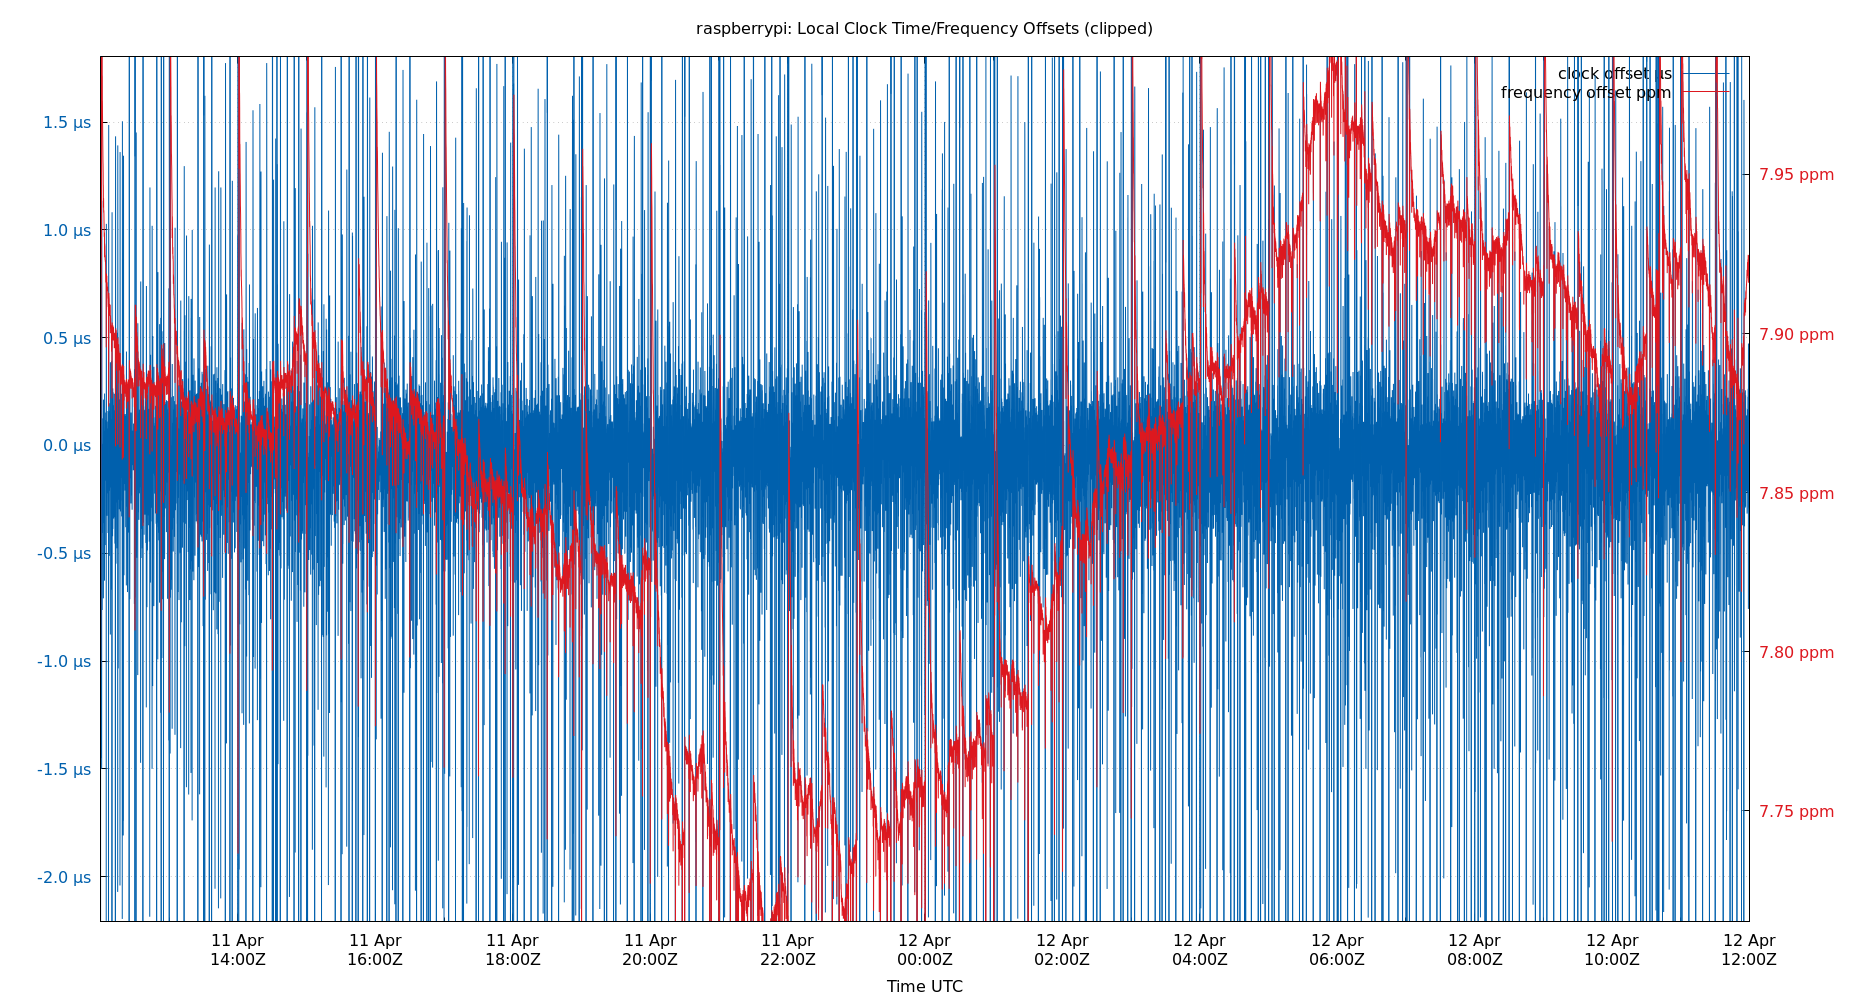 raspberrypi: Local Clock Time/Frequency Offsets (clipped)
clock offset µs
frequency offset ppm
1.5 µs
1.0 µs
0.5 µs
0.0 µs
-0.5 µs
-1.0 µs
-1.5 µs
-2.0 µs
7.95 ppm
7.90 ppm
7.85 ppm
7.80 ppm
7.75 ppm
11 Apr 11 Apr 11 Apr 11 Apr 11 Apr 12 Apr 12 Apr 12 Apr 12 Apr 12 Apr 12 Apr 12 Apr
14:00Z 16:00Z 18:00Z 20:00Z 22:00Z 00:00Z 02:00Z 04:00Z 06:00Z 08:00Z 10:00Z 12:00Z
Time UTC